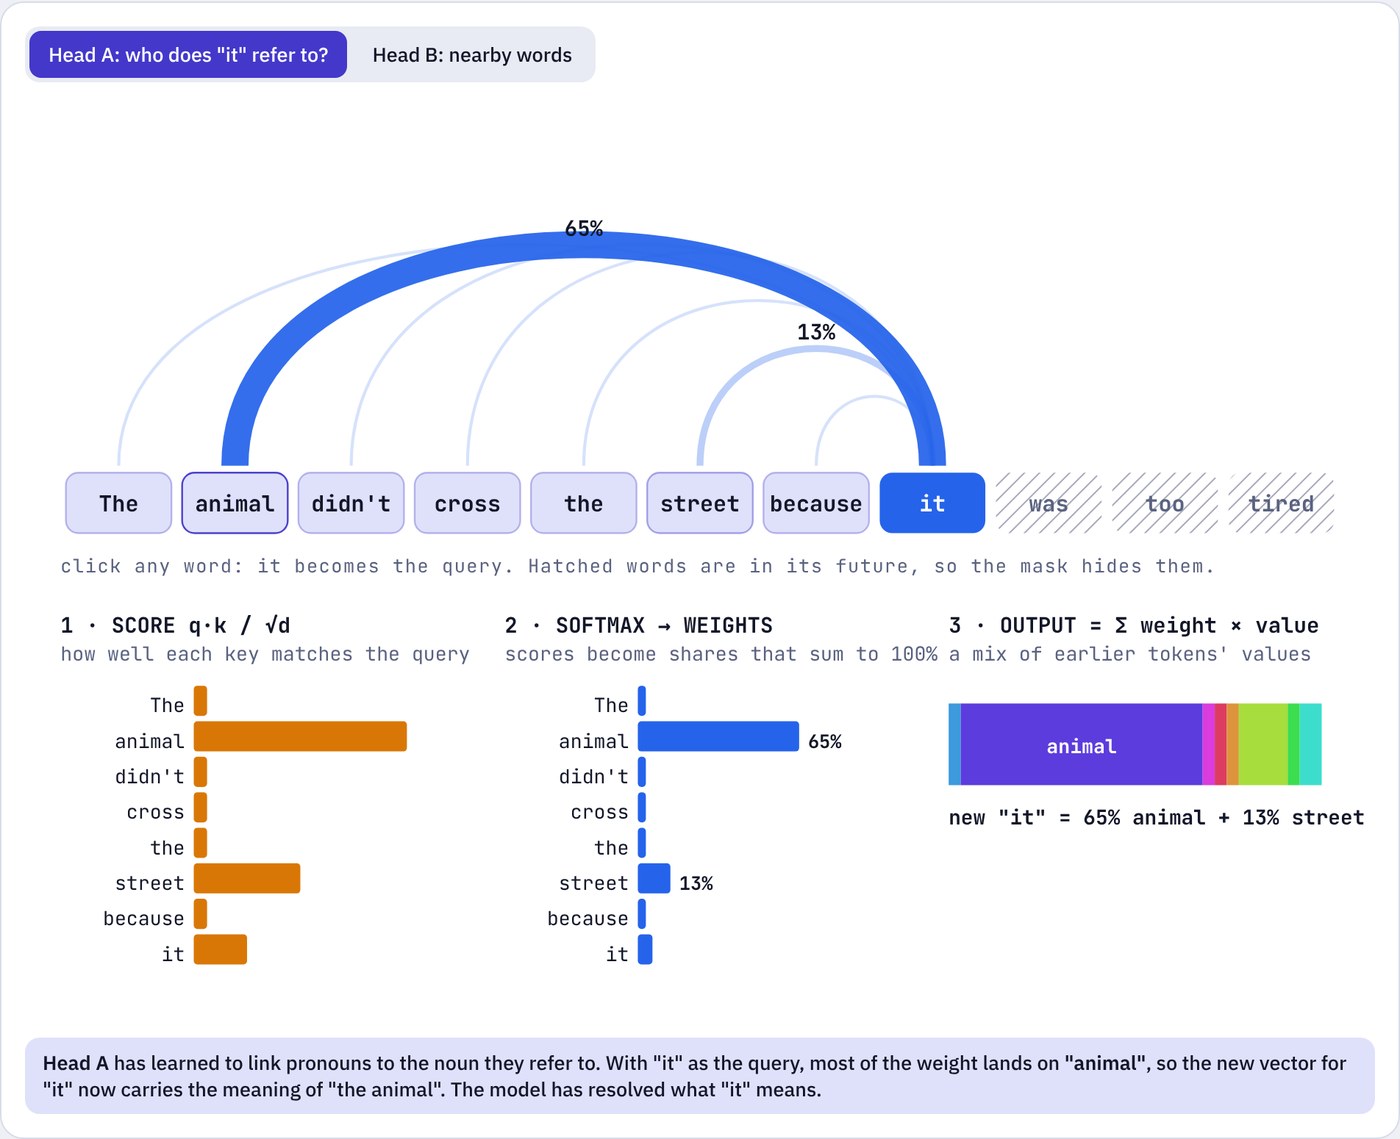 Head A: who does "it" refer to? Head B: nearby words
65%
13%
The animal didn't cross the street because it was too tired
click any word: it becomes the query. Hatched words are in its future, so the mask hides them.
1 · SCORE q·k / √d
how well each key matches the query
The
animal
didn't
cross
the
street
because
it
2 · SOFTMAX → WEIGHTS
scores become shares that sum to 100%
The
animal 65%
didn't
cross
the
street 13%
because
it
3 · OUTPUT = Σ weight × value
a mix of earlier tokens' values
animal
new "it" = 65% animal + 13% street
Head A has learned to link pronouns to the noun they refer to. With "it" as the query, most of the weight lands on "animal", so the new vector for
"it" now carries the meaning of "the animal". The model has resolved what "it" means.